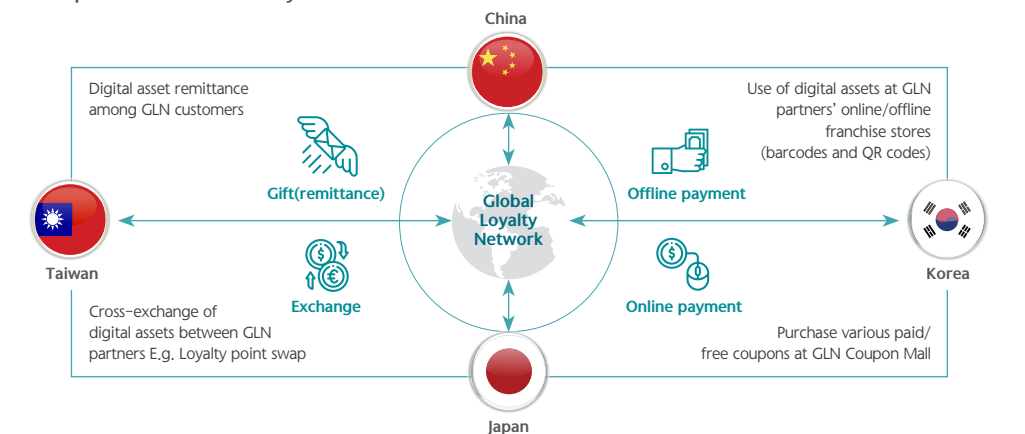 China
Digital asset remittance
among GLN customers
Use of digital assets at GLN
partners' online/offline
franchise stores
(barcodes and QR codes)
Gift(remittance)
Offline payment
Global
Loyalty
Network
Taiwan
Korea
Exchange
Online payment
Cross-exchange of
digital assets between GLN
partners E.g. Loyalty point swap
Purchase various paid/
free coupons at GLN Coupon Mall
Japan